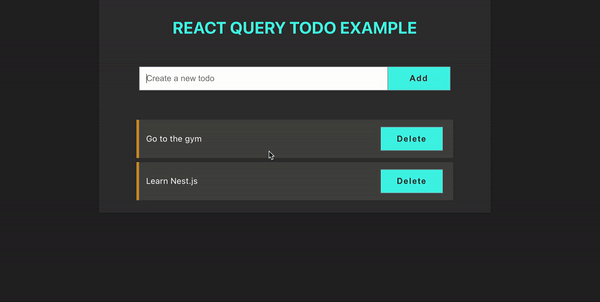 REACT QUERY TODO EXAMPLE
Create a new todo
Add
Go to the gym
Delete
Learn Nest.js
Delete